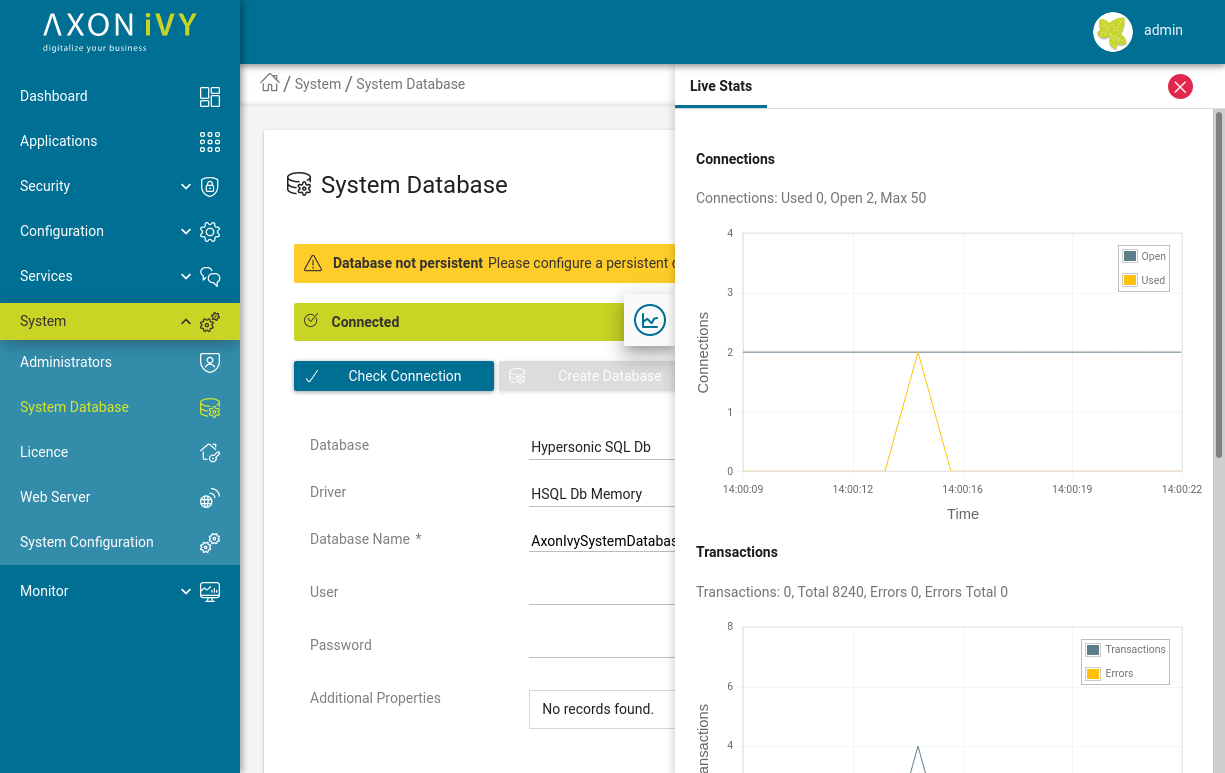 AXON iVY
digitalize your business
admin
Dashboard
Applications
Security
Configuration
Services
System
Administrators
System Database
Licence
Web Server
System Configuration
Monitor
/ System / System Database
System Database
Database not persistent Please configure a persistent
Connected
Check Connection
Create Database
Database
Hypersonic SQL Db
Driver
HSQL Db Memory
Database Name *
AxonIvySystemDatabas
User
Password
Additional Properties
No records found.
Live Stats
Connections
Connections: Used 0, Open 2, Max 50
4
3
2
1
0
Connections
Open
Used
14:00:09 14:00:12 14:00:16 14:00:19 14:00:22
Time
Transactions
Transactions: 0, Total 8240, Errors 0, Errors Total 0
8
6
4
ansactions
Transactions
Errors